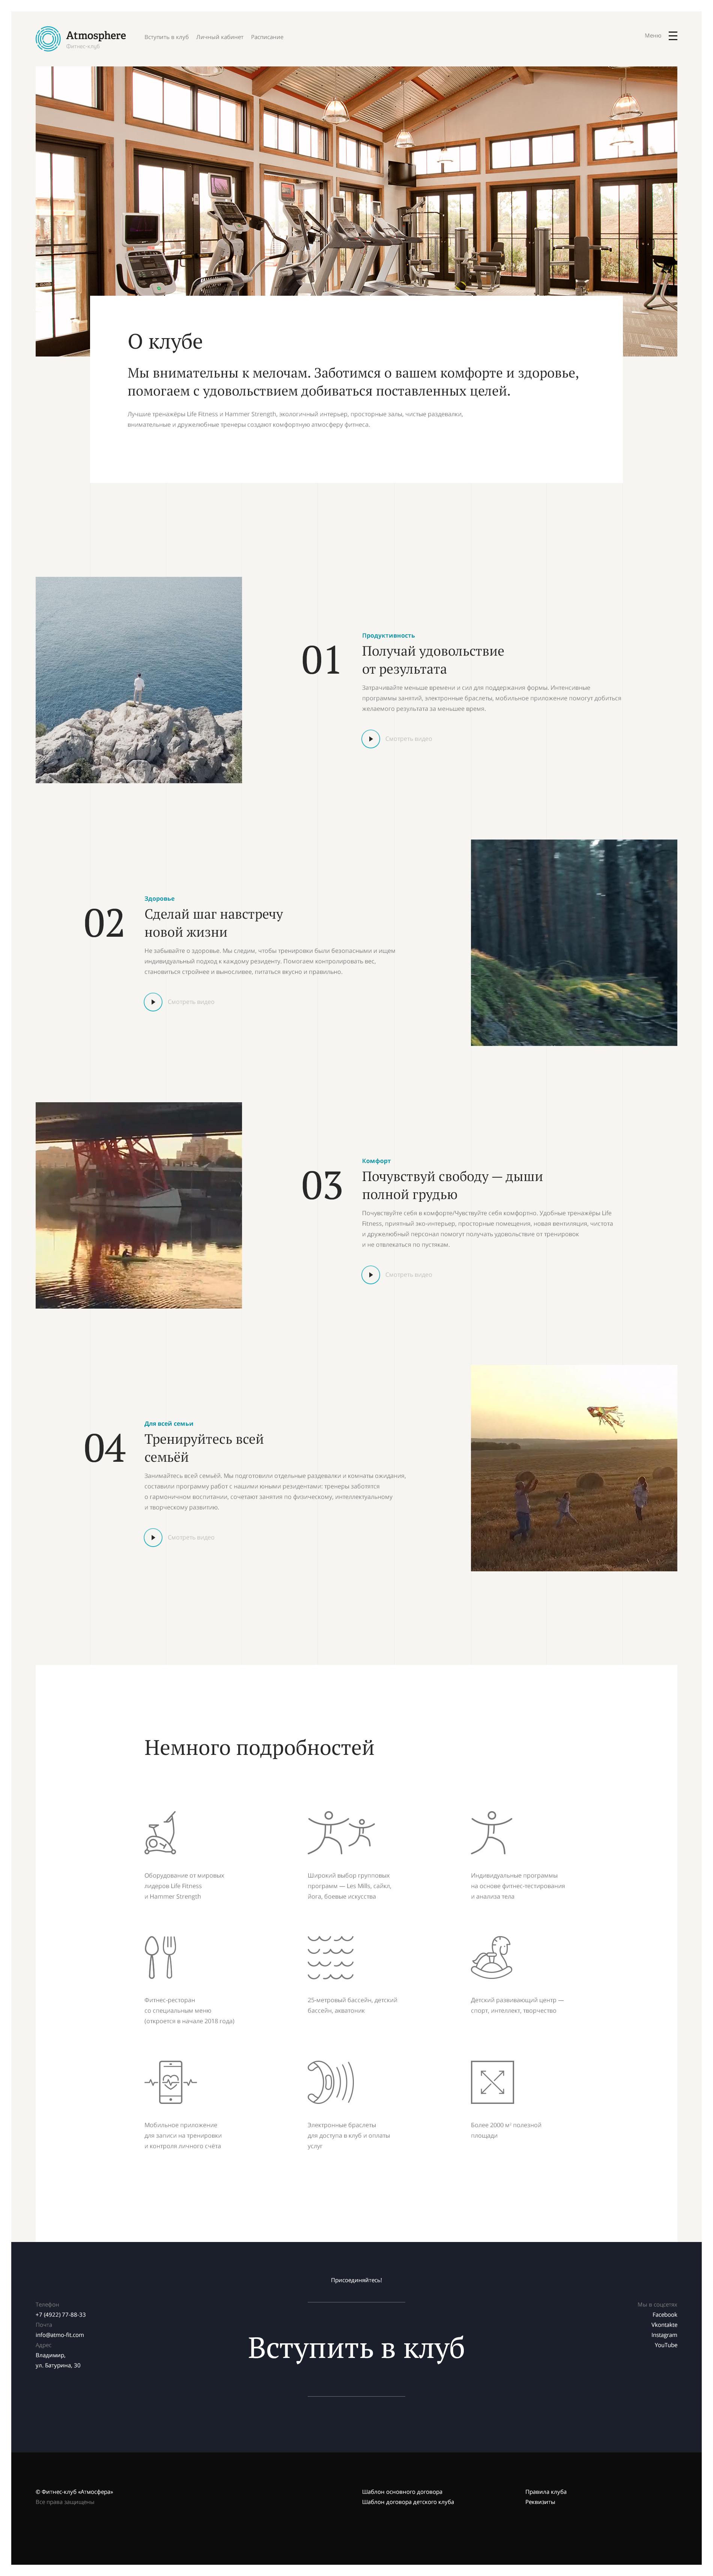 Atmosphere
Фитнес-клуб
Вступить в клуб Личный кабинет Расписание
Меню
О клубе
Мы внимательны к мелочам. Заботимся о вашем комфорте и здоровье,
помогаем с удовольствием добиваться поставленных целей.
Лучшие тренажёры Life Fitness и Hammer Strength, экологичный интерьер, просторные залы, чистые раздевалки,
внимательные и дружелюбные тренеры создают комфортную атмосферу фитнеса.
01
Продуктивность
Получай удовольствие
от результата
Затрачивайте меньше времени и сил для поддержания формы. Интенсивные
программы занятий, электронные браслеты, мобильное приложение помогут добиться
желаемого результата за меньшее время.
Смотреть видео
02
Здоровье
Сделай шаг навстречу
новой жизни
Не забывайте о здоровье. Мы следим, чтобы тренировки были безопасными и ищем
индивидуальный подход к каждому резиденту. Помогаем контролировать вес,
становиться стройнее и выносливее, питаться вкусно и правильно.
Смотреть видео
03
Комфорт
Почувствуй свободу — дыши
полной грудью
Почувствуйте себя в комфорте/Чувствуйте себя комфортно. Удобные тренажёры Life
Fitness, приятный эко-интерьер, просторные помещения, новая вентиляция, чистота
и дружелюбный персонал помогут получать удовольствие от тренировок
и не отвлекаться по пустякам.
Смотреть видео
04
Для всей семьи
Тренируйтесь всей
семьёй
Занимайтесь всей семьёй. Мы подготовили отдельные раздевалки и комнаты ожидания,
составили программу работ с нашими юными резидентами: тренеры заботятся
о гармоничном воспитании, сочетают занятия по физическому, интеллектуальному
и творческому развитию.
Смотреть видео
Немного подробностей
Оборудование от мировых
лидеров Life Fitness
и Hammer Strength
Широкий выбор групповых
программ — Les Mills, сайкл,
йога, боевые искусства
Индивидуальные программы
на основе фитнес-тестирования
и анализа тела
Фитнес-ресторан
со специальным меню
(откроется в начале 2018 года)
25-метровый бассейн, детский
бассейн, акватоник
Детский развивающий центр —
спорт, интеллект, творчество
Мобильное приложение
для записи на тренировки
и контроля личного счёта
Электронные браслеты
для доступа в клуб и оплаты
услуг
Более 2000 м² полезной
площади
Присоединяйтесь!
Вступить в клуб
Телефон
+7 (4922) 77-88-33
Почта
info@atmo-fit.com
Адрес
Владимир,
ул. Батурина, 30
Мы в соцсетях
Facebook
Vkontakte
Instagram
YouTube
© Фитнес-клуб «Атмосфера»
Все права защищены
Шаблон основного договора
Шаблон договора детского клуба
Правила клуба
Реквизиты